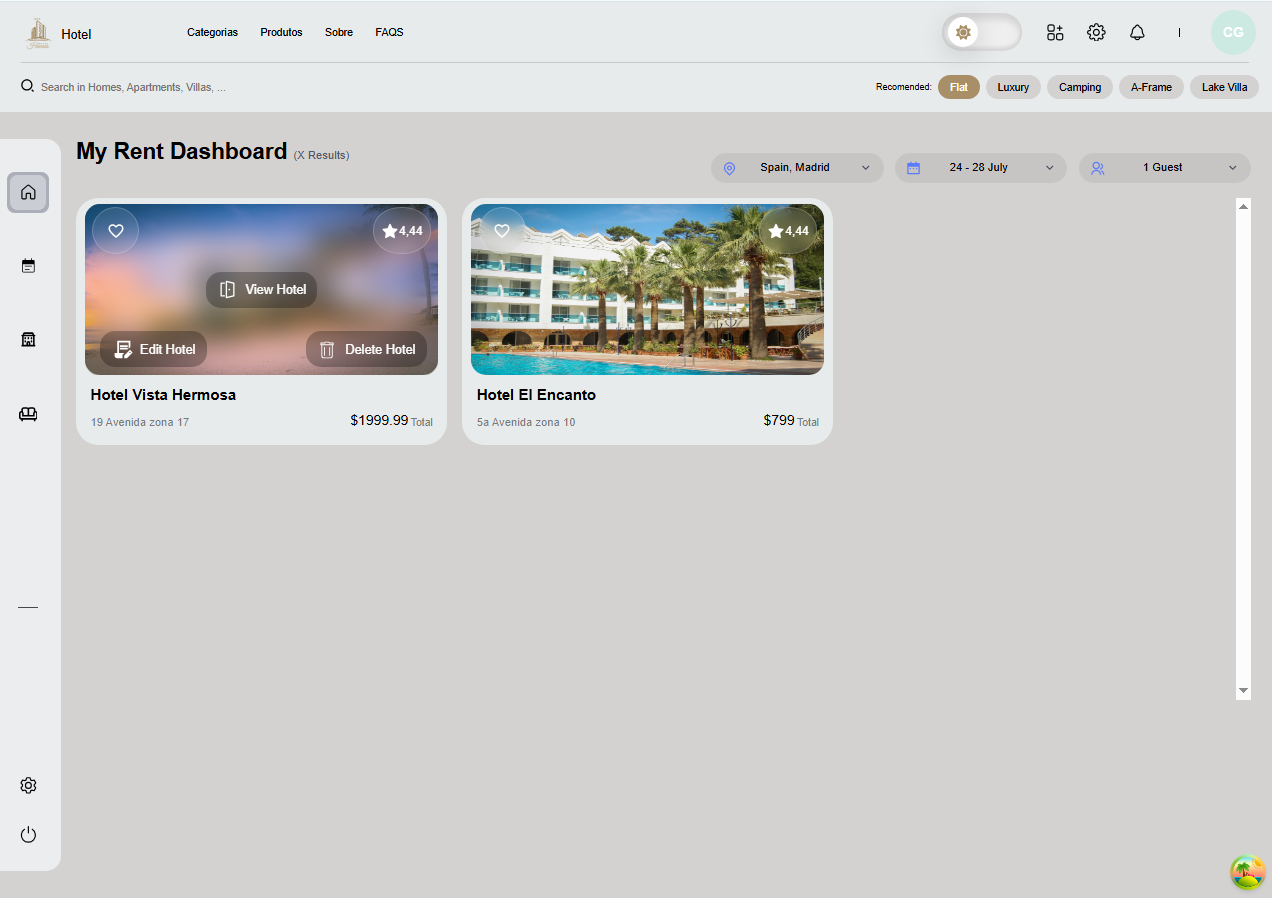 Hotel
Categorias
Produtos
Sobre
FAQS
CG
Search in Homes, Apartments, Villas, ...
Recomended:
Flat
Luxury
Camping
A-Frame
Lake Villa
My Rent Dashboard (X Results)
Spain, Madrid
24 - 28 July
1 Guest
4,44
View Hotel
Edit Hotel
Delete Hotel
Hotel Vista Hermosa
19 Avenida zona 17
$1999.99 Total
4,44
Hotel El Encanto
5a Avenida zona 10
$799 Total